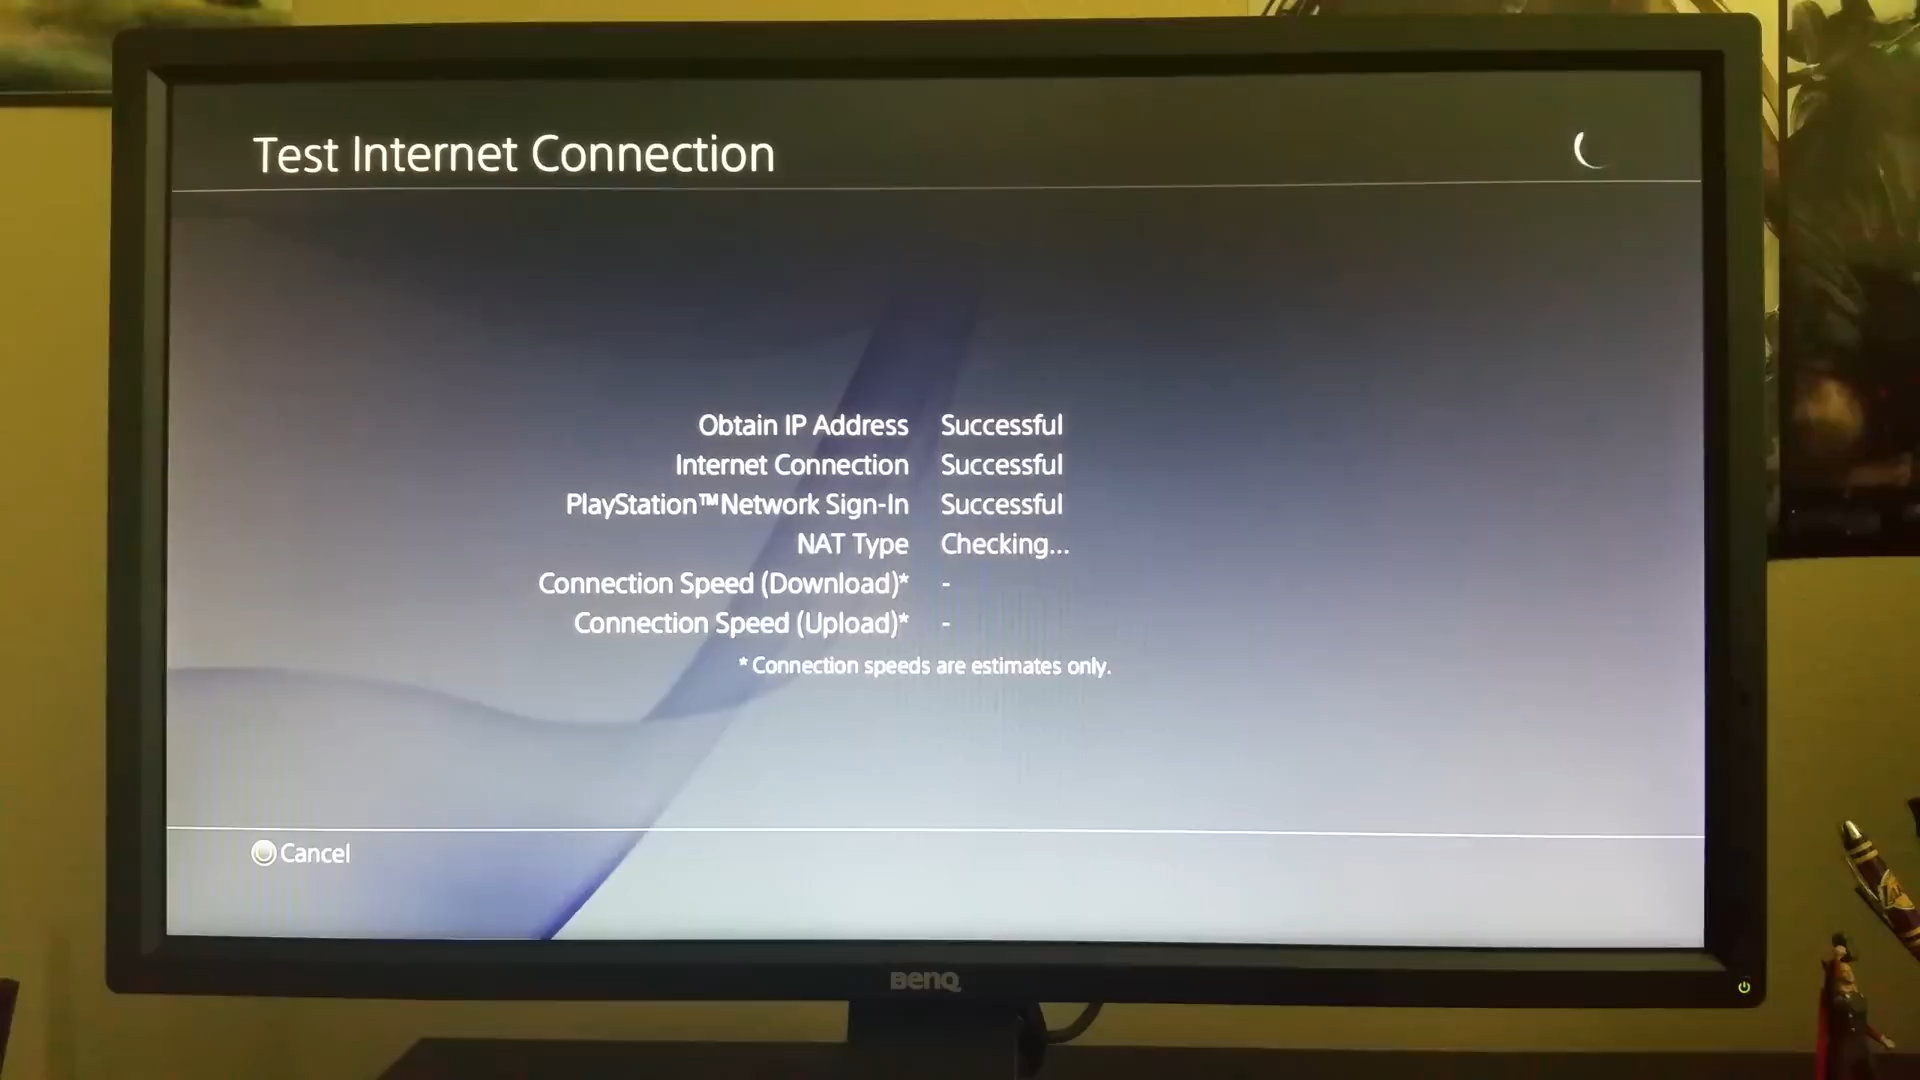 Test Internet Connection
Obtain IP Address Successful
Internet Connection Successful
PlayStation™Network Sign-In Successful
NAT Type Checking...
Connection Speed (Download)* -
Connection Speed (Upload)* -
* Connection speeds are estimates only.
Cancel
BenQ